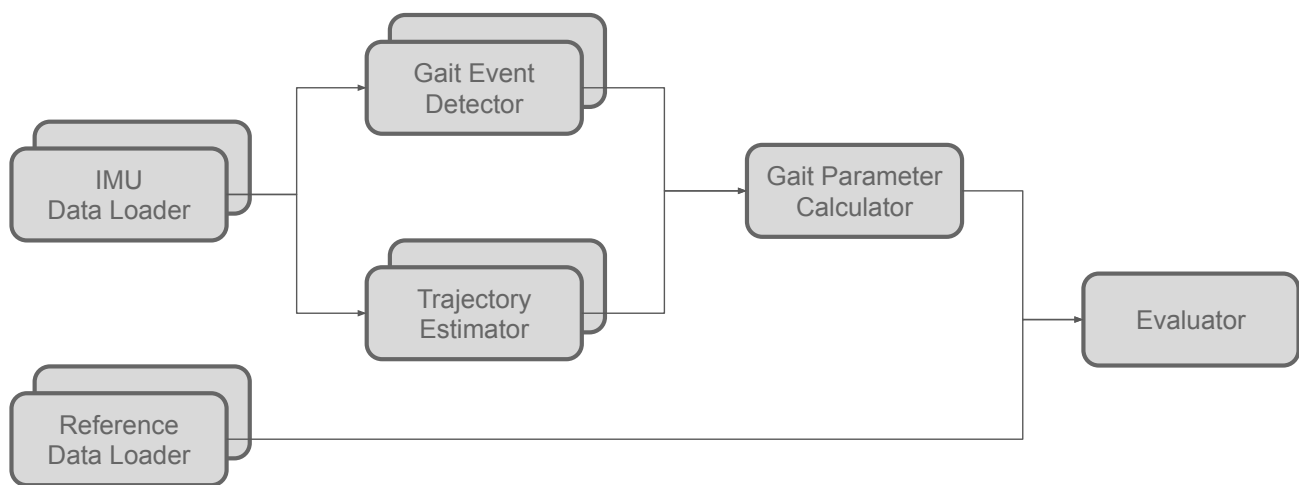 Gait Event
Detector
IMU
Data Loader
Gait Parameter
Calculator
Trajectory
Estimator
Evaluator
Reference
Data Loader